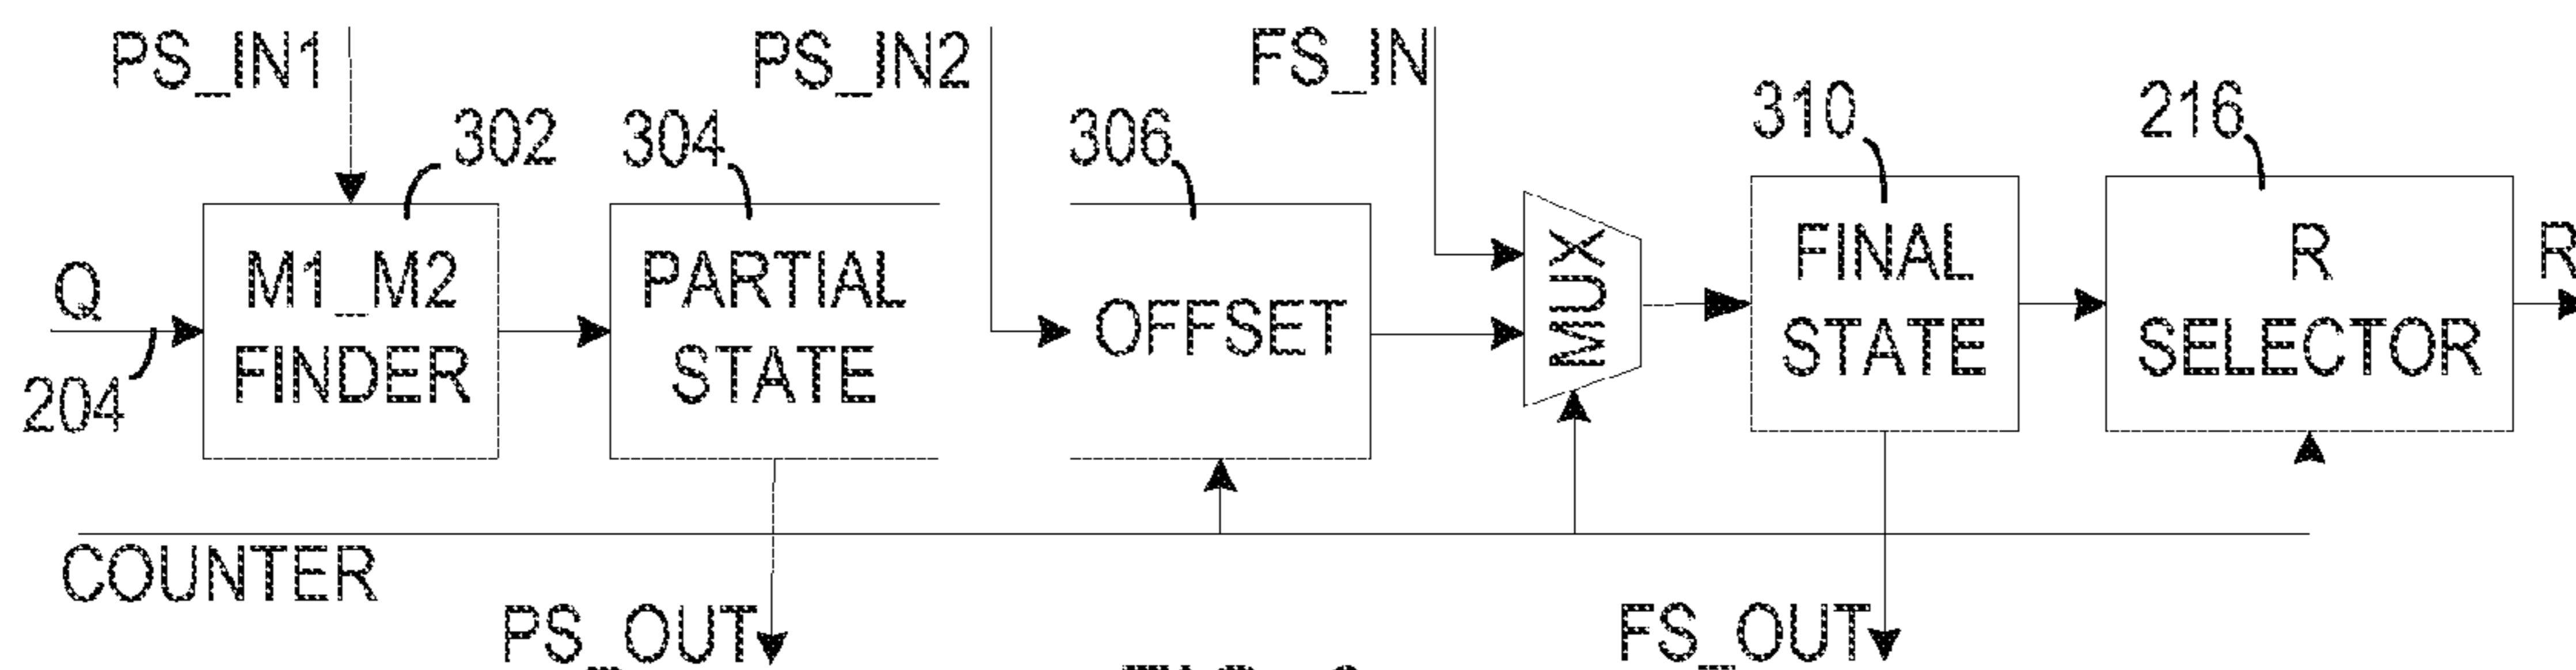 PS_IN1
PS_IN2
FS_IN
302
304
306
310
216
Q
M1_M2
FINDER
PARTIAL
STATE
OFFSET
MUX
FINAL
STATE
R
SELECTOR
R
204
COUNTER
PS_OUT
FS_OUT